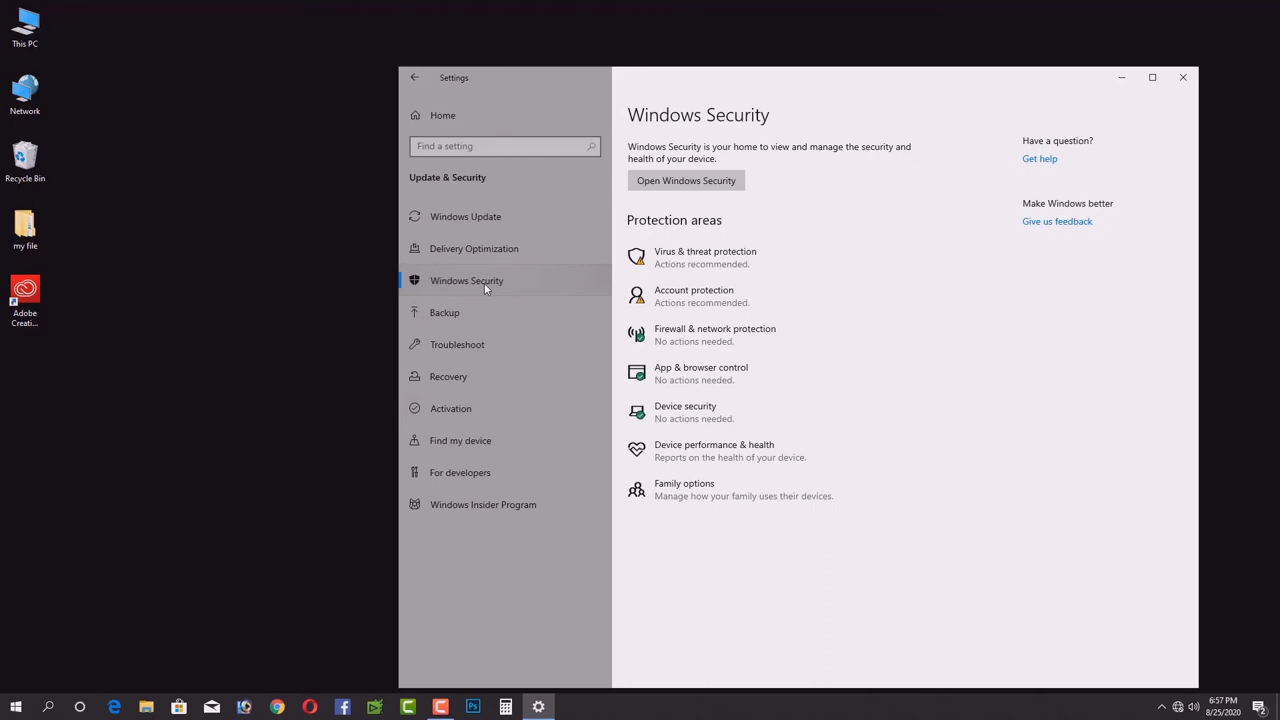 This PC
Network
Recycle Bin
my file
Adobe
Creati...
Settings
Home
Find a setting
Update & Security
Windows Update
Delivery Optimization
Windows Security
Backup
Troubleshoot
Recovery
Activation
Find my device
For developers
Windows Insider Program
Windows Security
Windows Security is your home to view and manage the security and
health of your device.
Open Windows Security
Protection areas
Virus & threat protection
Actions recommended.
Account protection
Actions recommended.
Firewall & network protection
No actions needed.
App & browser control
No actions needed.
Device security
No actions needed.
Device performance & health
Reports on the health of your device.
Family options
Manage how your family uses their devices.
Have a question?
Get help
Make Windows better
Give us feedback
Ps
6:57 PM
8/25/2020
2